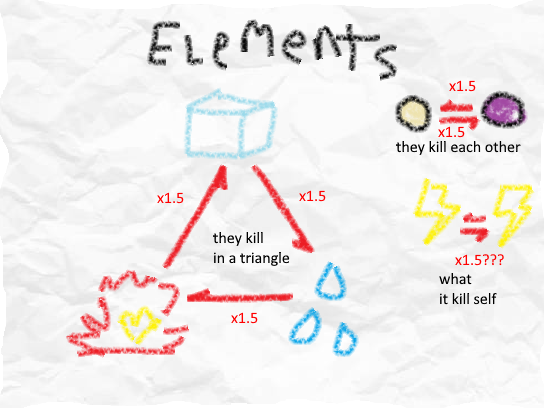 Elements
x1.5
x1.5
they kill each other
x1.5
x1.5
they kill
in a triangle
x1.5
x1.5???
what
it kill self